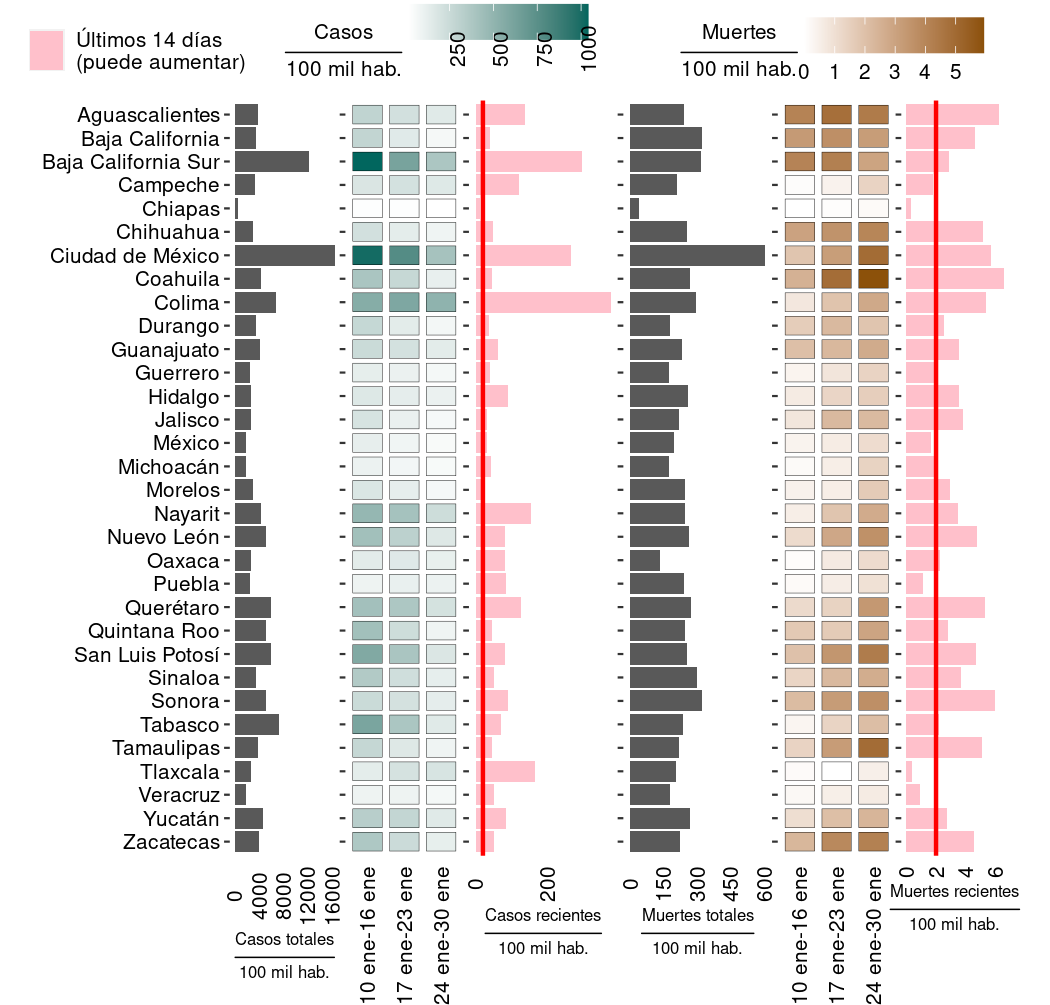 Últimos 14 días
(puede aumentar)
Casos
100 mil hab.
250
500
750
1000
Muertes
100 mil hab.
0 1 2 3 4 5
Aguascalientes
Baja California
Baja California Sur
Campeche
Chiapas
Chihuahua
Ciudad de México
Coahuila
Colima
Durango
Guanajuato
Guerrero
Hidalgo
Jalisco
México
Michoacán
Morelos
Nayarit
Nuevo León
Oaxaca
Puebla
Querétaro
Quintana Roo
San Luis Potosí
Sinaloa
Sonora
Tabasco
Tamaulipas
Tlaxcala
Veracruz
Yucatán
Zacatecas
0
4000
8000
12000
16000
Casos totales
100 mil hab.
10 ene-16 ene
17 ene-23 ene
24 ene-30 ene
0
200
Casos recientes
100 mil hab.
0
150
300
450
600
Muertes totales
100 mil hab.
10 ene-16 ene
17 ene-23 ene
24 ene-30 ene
0
2
4
6
Muertes recientes
100 mil hab.